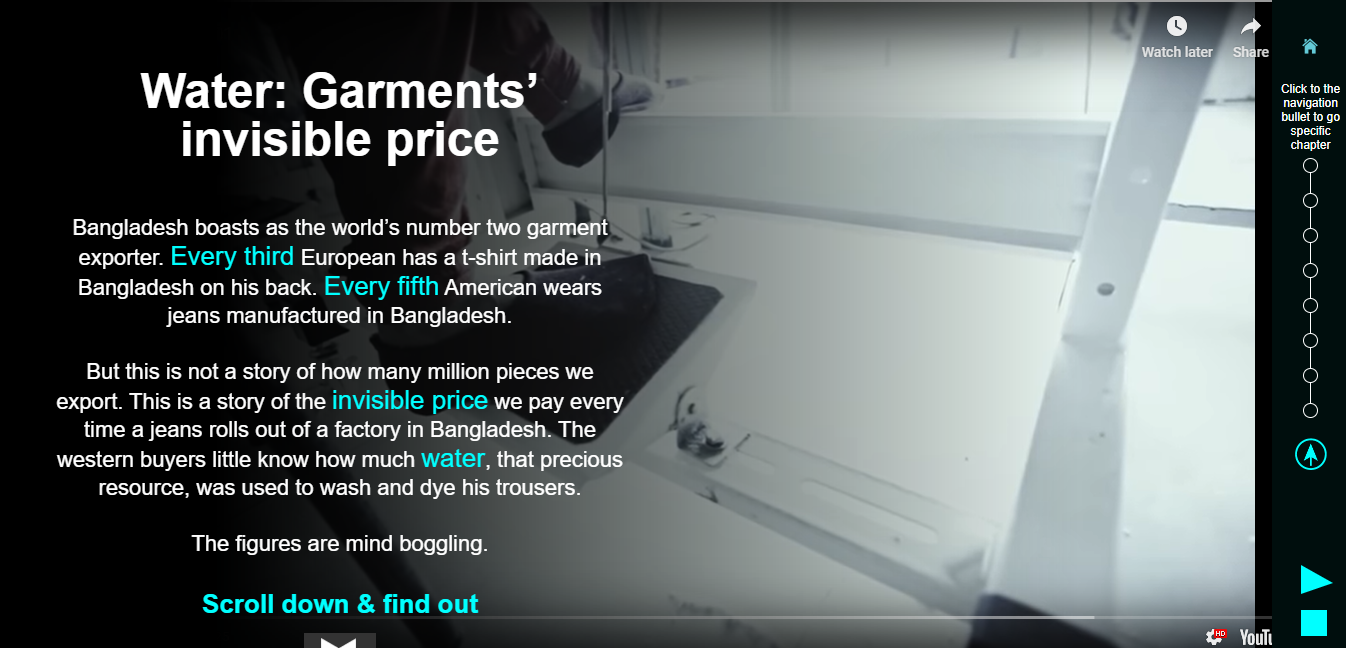 Water: Garments’
invisible price
Bangladesh boasts as the world’s number two garment
exporter. Every third European has a t-shirt made in
Bangladesh on his back. Every fifth American wears
jeans manufactured in Bangladesh.
But this is not a story of how many million pieces we
export. This is a story of the invisible price we pay every
time a jeans rolls out of a factory in Bangladesh. The
western buyers little know how much water, that precious
resource, was used to wash and dye his trousers.
The figures are mind boggling.
Scroll down & find out
Watch later
Share
Click to the
navigation
bullet to go
specific
chapter
HD
YouTu